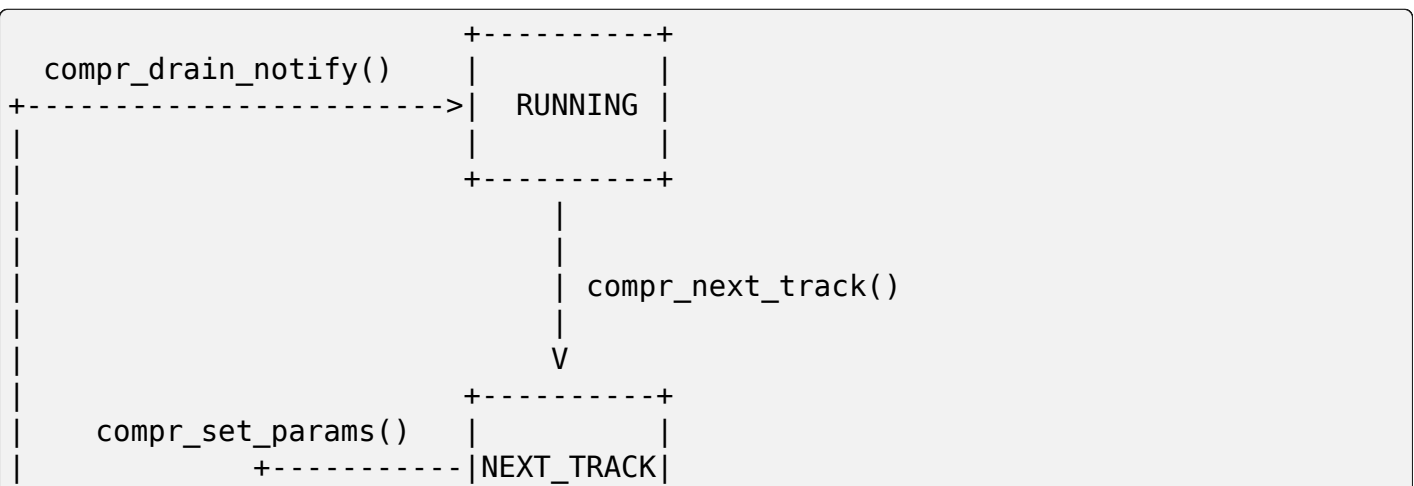 +----------+
  compr_drain_notify()    |          |
+------------------------>|  RUNNING |
|                         |          |
|                         +----------+
|                              |
|                              |
|                              | compr_next_track()
|                              |
|                              V
|                         +----------+
|    compr_set_params()   |          |
|             +-----------|NEXT_TRACK|